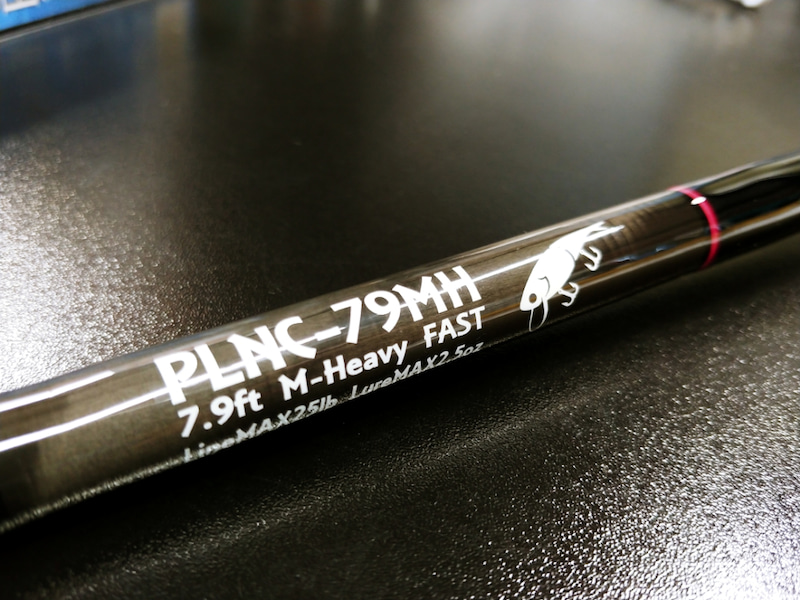 PLNC-79MH
7.9ft M-Heavy FAST
LineMAX25lb LureMAX2.5oz